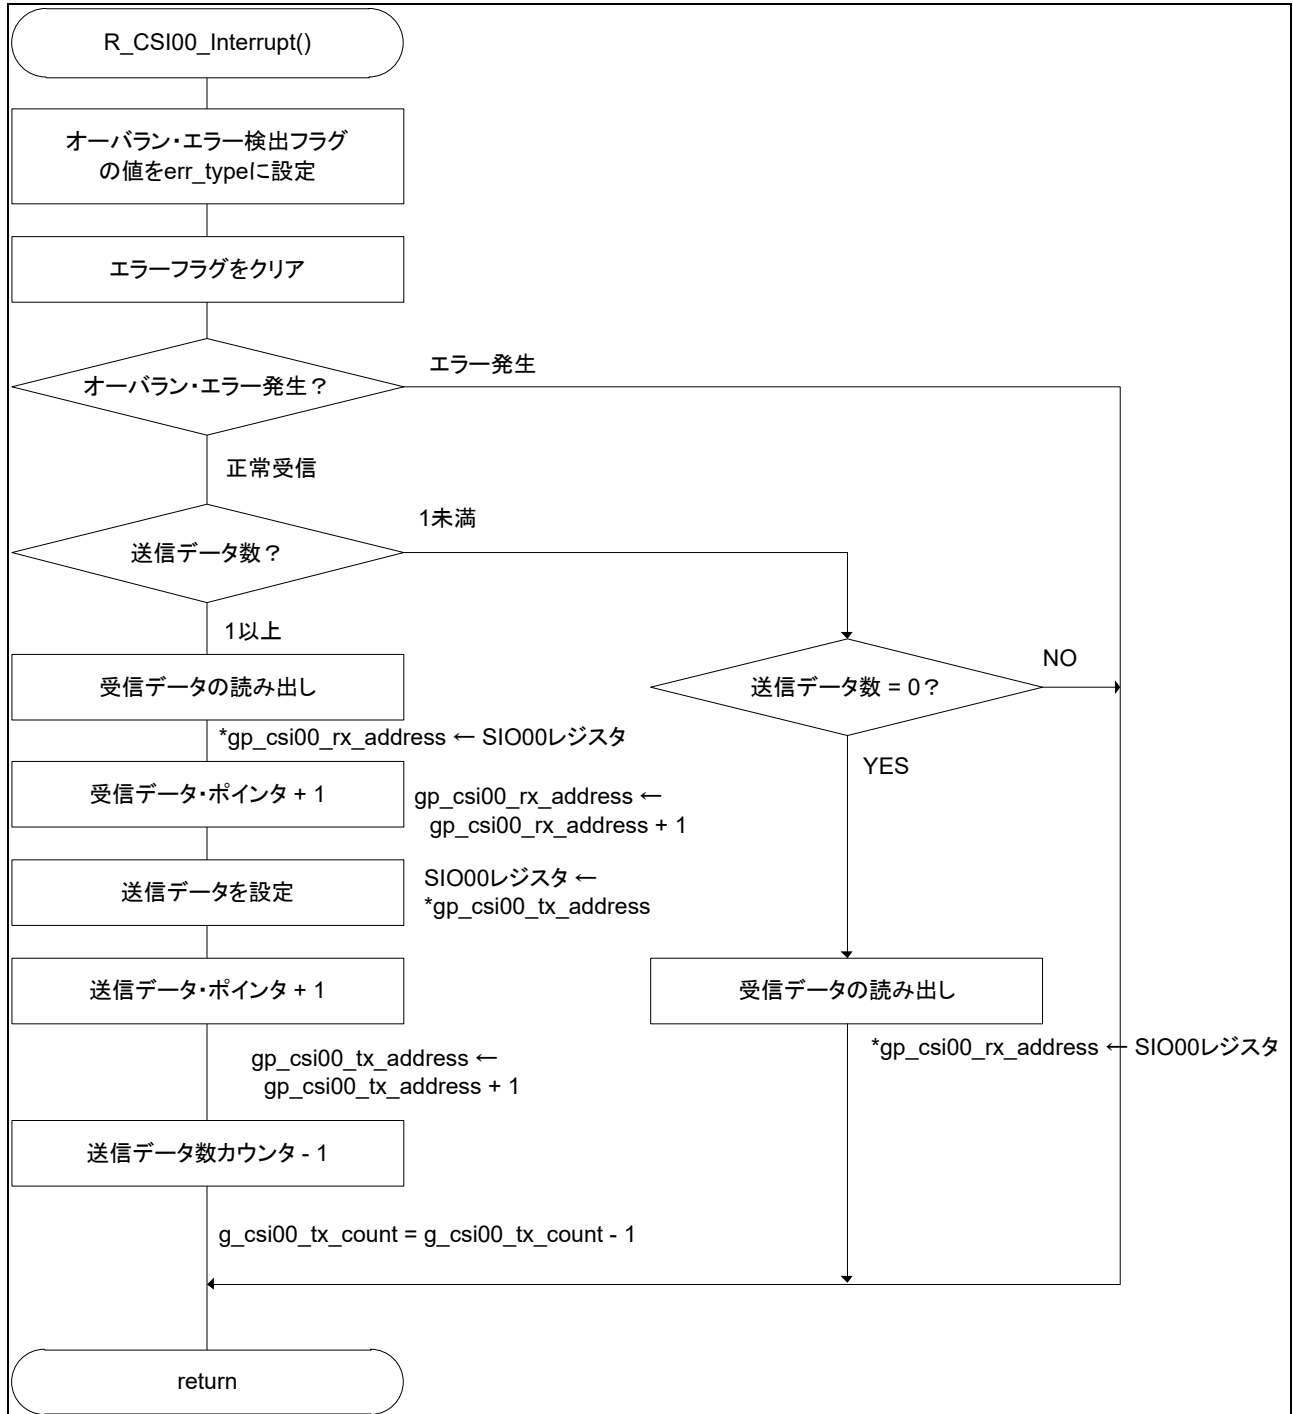 R_CSI00_Interrupt()
オーバラン・エラー検出フラグ
の値をerr_typeに設定
エラーフラグをクリア
オーバラン・エラー発生？
エラー発生
正常受信
送信データ数？
1未満
1以上
受信データの読み出し
*gp_csi00_rx_address ← SIO00レジスタ
受信データ・ポインタ + 1
gp_csi00_rx_address ←
gp_csi00_rx_address + 1
送信データを設定
SIO00レジスタ ←
*gp_csi00_tx_address
送信データ・ポインタ + 1
gp_csi00_tx_address ←
gp_csi00_tx_address + 1
送信データ数カウンタ - 1
g_csi00_tx_count = g_csi00_tx_count - 1
送信データ数 = 0？
NO
YES
受信データの読み出し
*gp_csi00_rx_address ← SIO00レジスタ
return